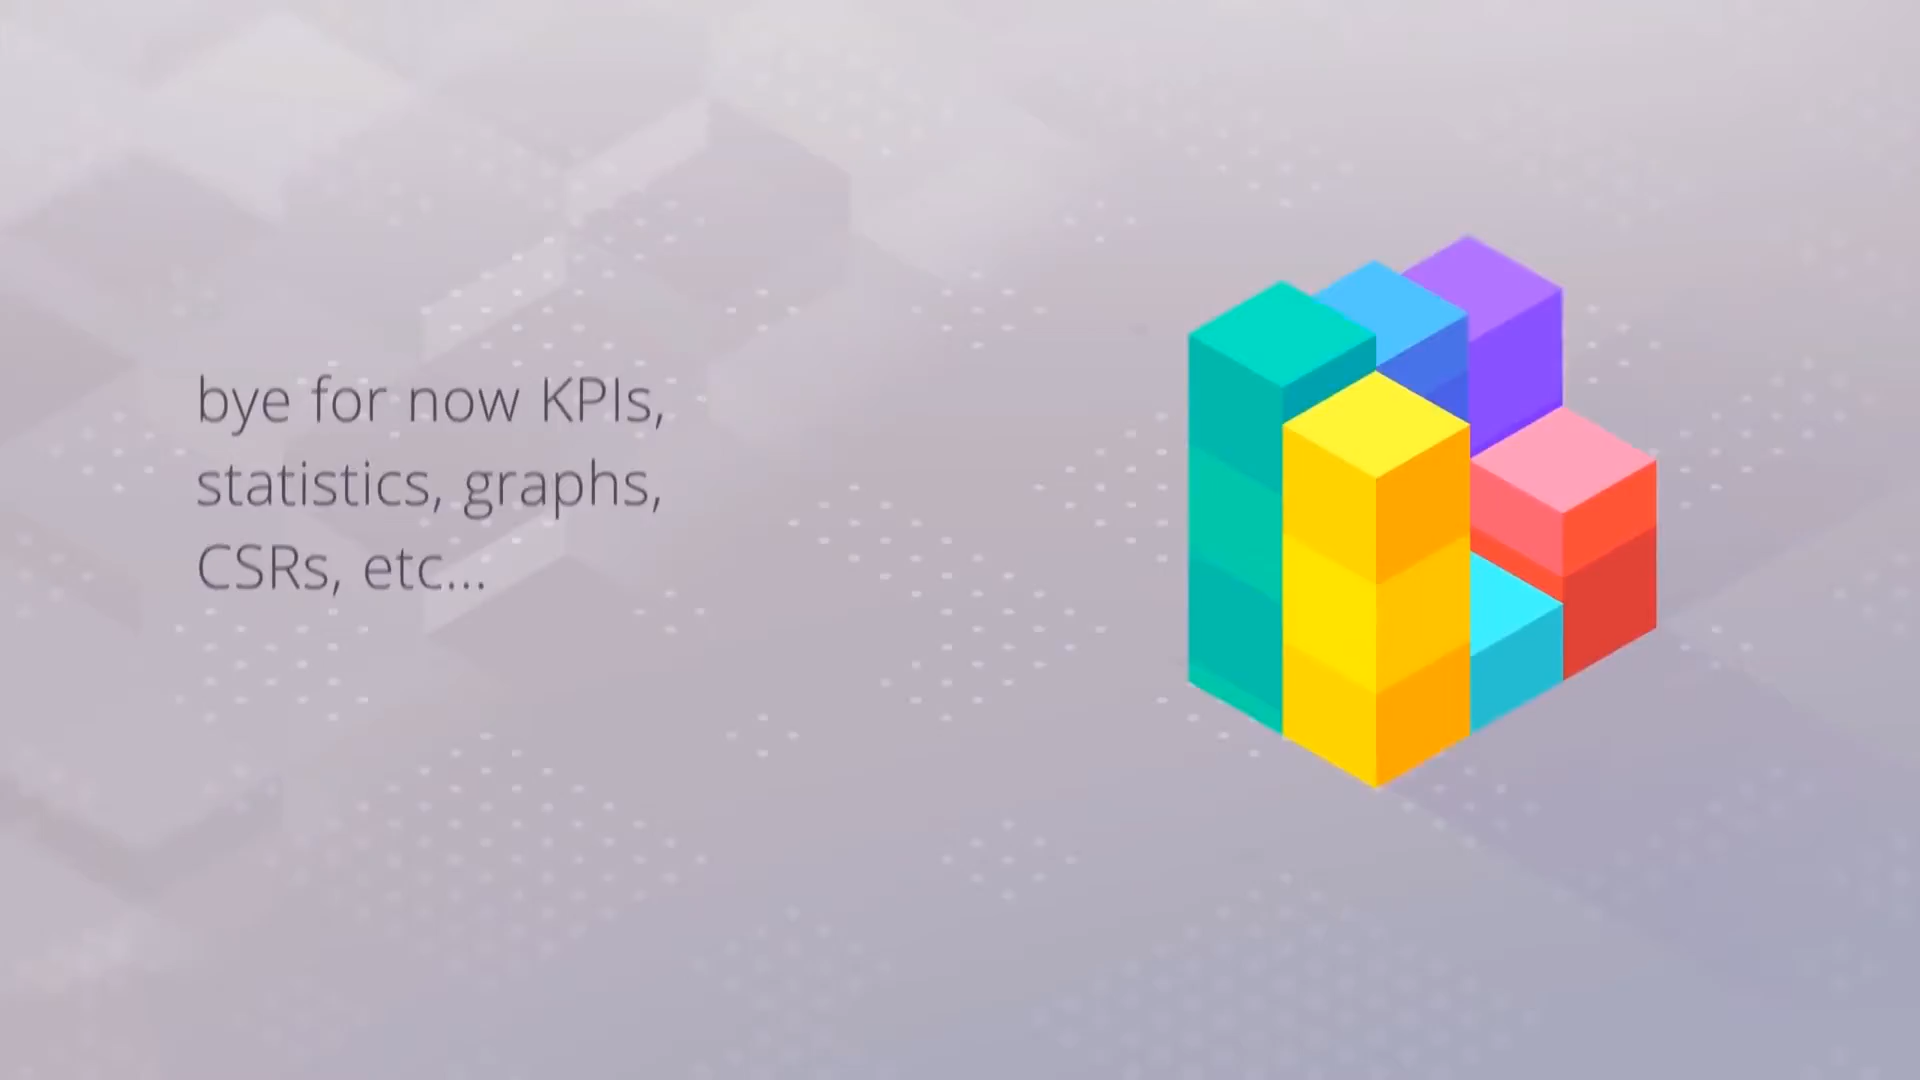 bye for now KPIs,
statistics, graphs,
CSRs, etc...